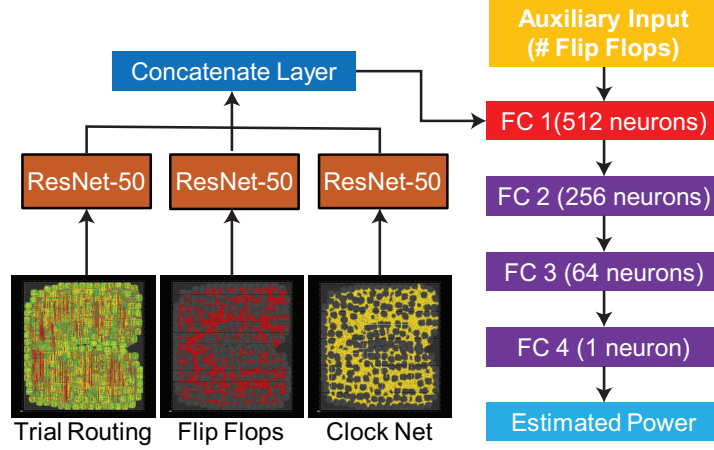 Auxiliary Input
(# Flip Flops)
Concatenate Layer
FC 1(512 neurons)
ResNet-50
ResNet-50
ResNet-50
FC 2 (256 neurons)
FC 3 (64 neurons)
FC 4 (1 neuron)
Estimated Power
Trial Routing
Flip Flops
Clock Net